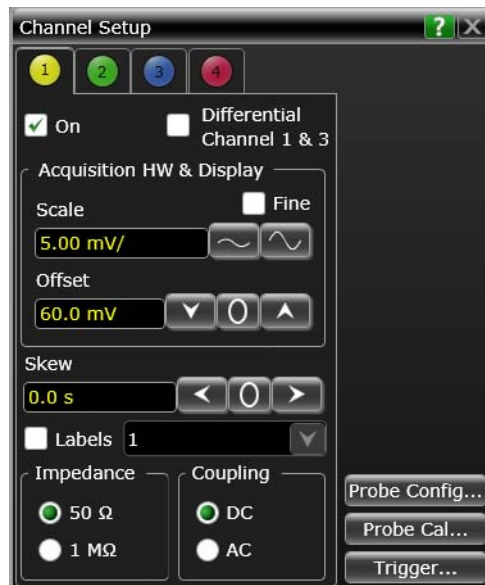 Channel Setup ?
1 2 3 4
On
Differential
Channel 1 & 3
Acquisition HW & Display
Scale
Fine
5.00 mV/
Offset
60.0 mV 0
Skew
0.0 s 0
Labels 1
Impedance
50 Ω
1 MΩ
Coupling
DC
AC
Probe Config...
Probe Cal...
Trigger...